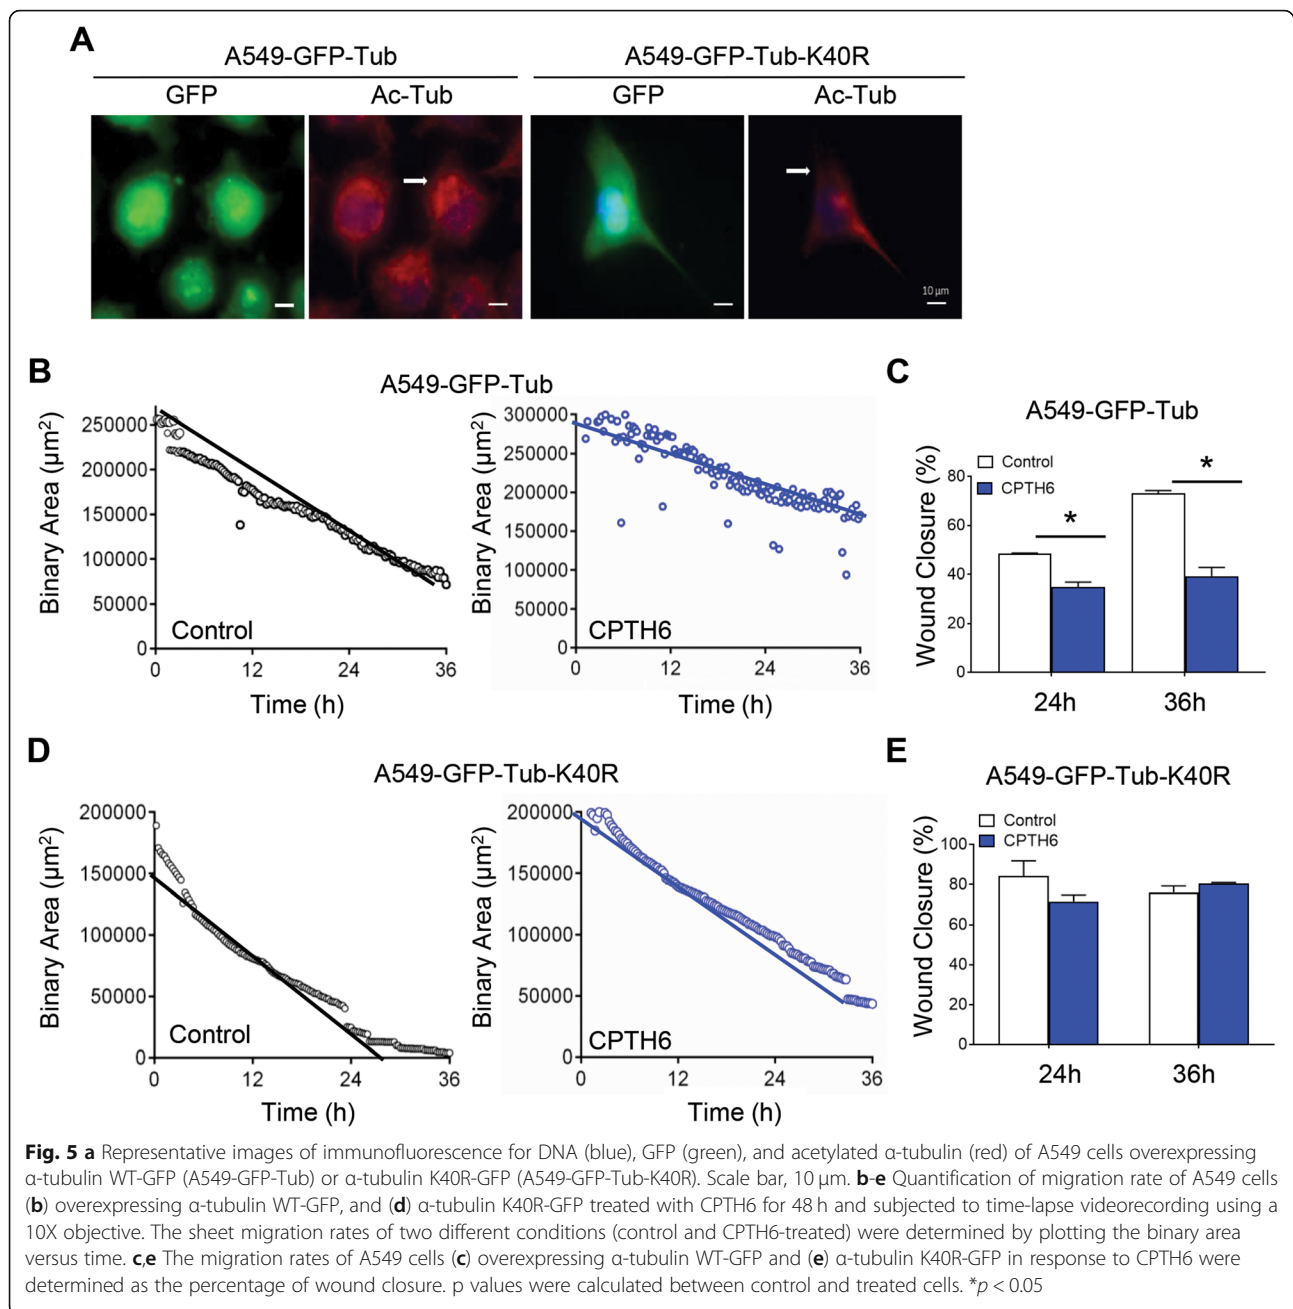 A
A549-GFP-Tub A549-GFP-Tub-K40R
GFP Ac-Tub GFP Ac-Tub
10 µm
B
A549-GFP-Tub
Binary Area (µm²)
250000
200000
150000
100000
50000
0
Control
0 12 24 36
Time (h)
Binary Area (µm²)
300000
250000
200000
150000
100000
50000
0
CPTH6
0 12 24 36
Time (h)
C
A549-GFP-Tub
Control
CPTH6
Wound Closure (%)
80
60
40
20
0
*
*
24h 36h
D
A549-GFP-Tub-K40R
Binary Area (µm²)
200000
150000
100000
50000
0
Control
0 12 24 36
Time (h)
Binary Area (µm²)
200000
150000
100000
50000
0
CPTH6
0 12 24 36
Time (h)
E
A549-GFP-Tub-K40R
Control
CPTH6
Wound Closure (%)
100
80
60
40
20
0
24h 36h
Fig. 5 a Representative images of immunofluorescence for DNA (blue), GFP (green), and acetylated α-tubulin (red) of A549 cells overexpressing
α-tubulin WT-GFP (A549-GFP-Tub) or α-tubulin K40R-GFP (A549-GFP-Tub-K40R). Scale bar, 10 µm. b-e Quantification of migration rate of A549 cells
(b) overexpressing α-tubulin WT-GFP, and (d) α-tubulin K40R-GFP treated with CPTH6 for 48 h and subjected to time-lapse videorecording using a
10X objective. The sheet migration rates of two different conditions (control and CPTH6-treated) were determined by plotting the binary area
versus time. c,e The migration rates of A549 cells (c) overexpressing α-tubulin WT-GFP and (e) α-tubulin K40R-GFP in response to CPTH6 were
determined as the percentage of wound closure. p values were calculated between control and treated cells. *p < 0.05